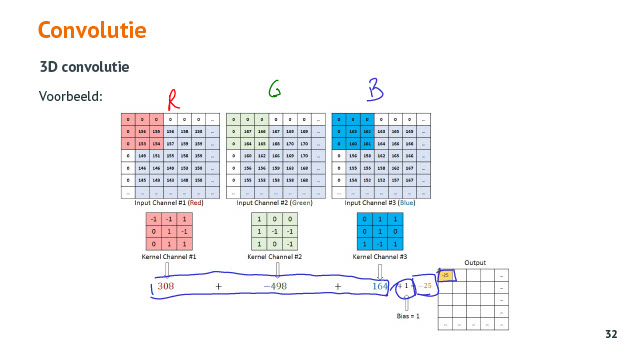 Convolutie
3D convolutie
Voorbeeld:
R G B
0 0 0 0 0 0 ... 0 0 0 0 0 0 ... 0 0 0 0 0 0 ...
0 156 155 156 158 158 ... 0 167 166 167 169 169 ... 0 163 162 163 165 165 ...
0 153 154 157 159 159 ... 0 164 165 168 170 170 ... 0 160 161 164 166 166 ...
0 149 151 155 158 159 ... 0 160 162 166 169 170 ... 0 156 158 162 165 166 ...
0 146 146 149 153 158 ... 0 156 156 159 163 168 ... 0 155 155 158 162 167 ...
0 145 143 143 148 158 ... 0 155 153 153 158 168 ... 0 154 152 152 157 167 ...
... ... ... ... ... ... ... ... ... ... ... ... ... ... ... ... ... ... ... ... ...
Input Channel #1 (Red) Input Channel #2 (Green) Input Channel #3 (Blue)
-1 -1 1 1 0 0 0 1 1
0 1 -1 1 -1 -1 0 1 0
0 1 1 1 0 -1 1 -1 1
Kernel Channel #1 Kernel Channel #2 Kernel Channel #3
Output
308 + −498 + 164 + 1 = −25
Bias = 1
-25 ...
...
...
...
... ... ... ... ...
32